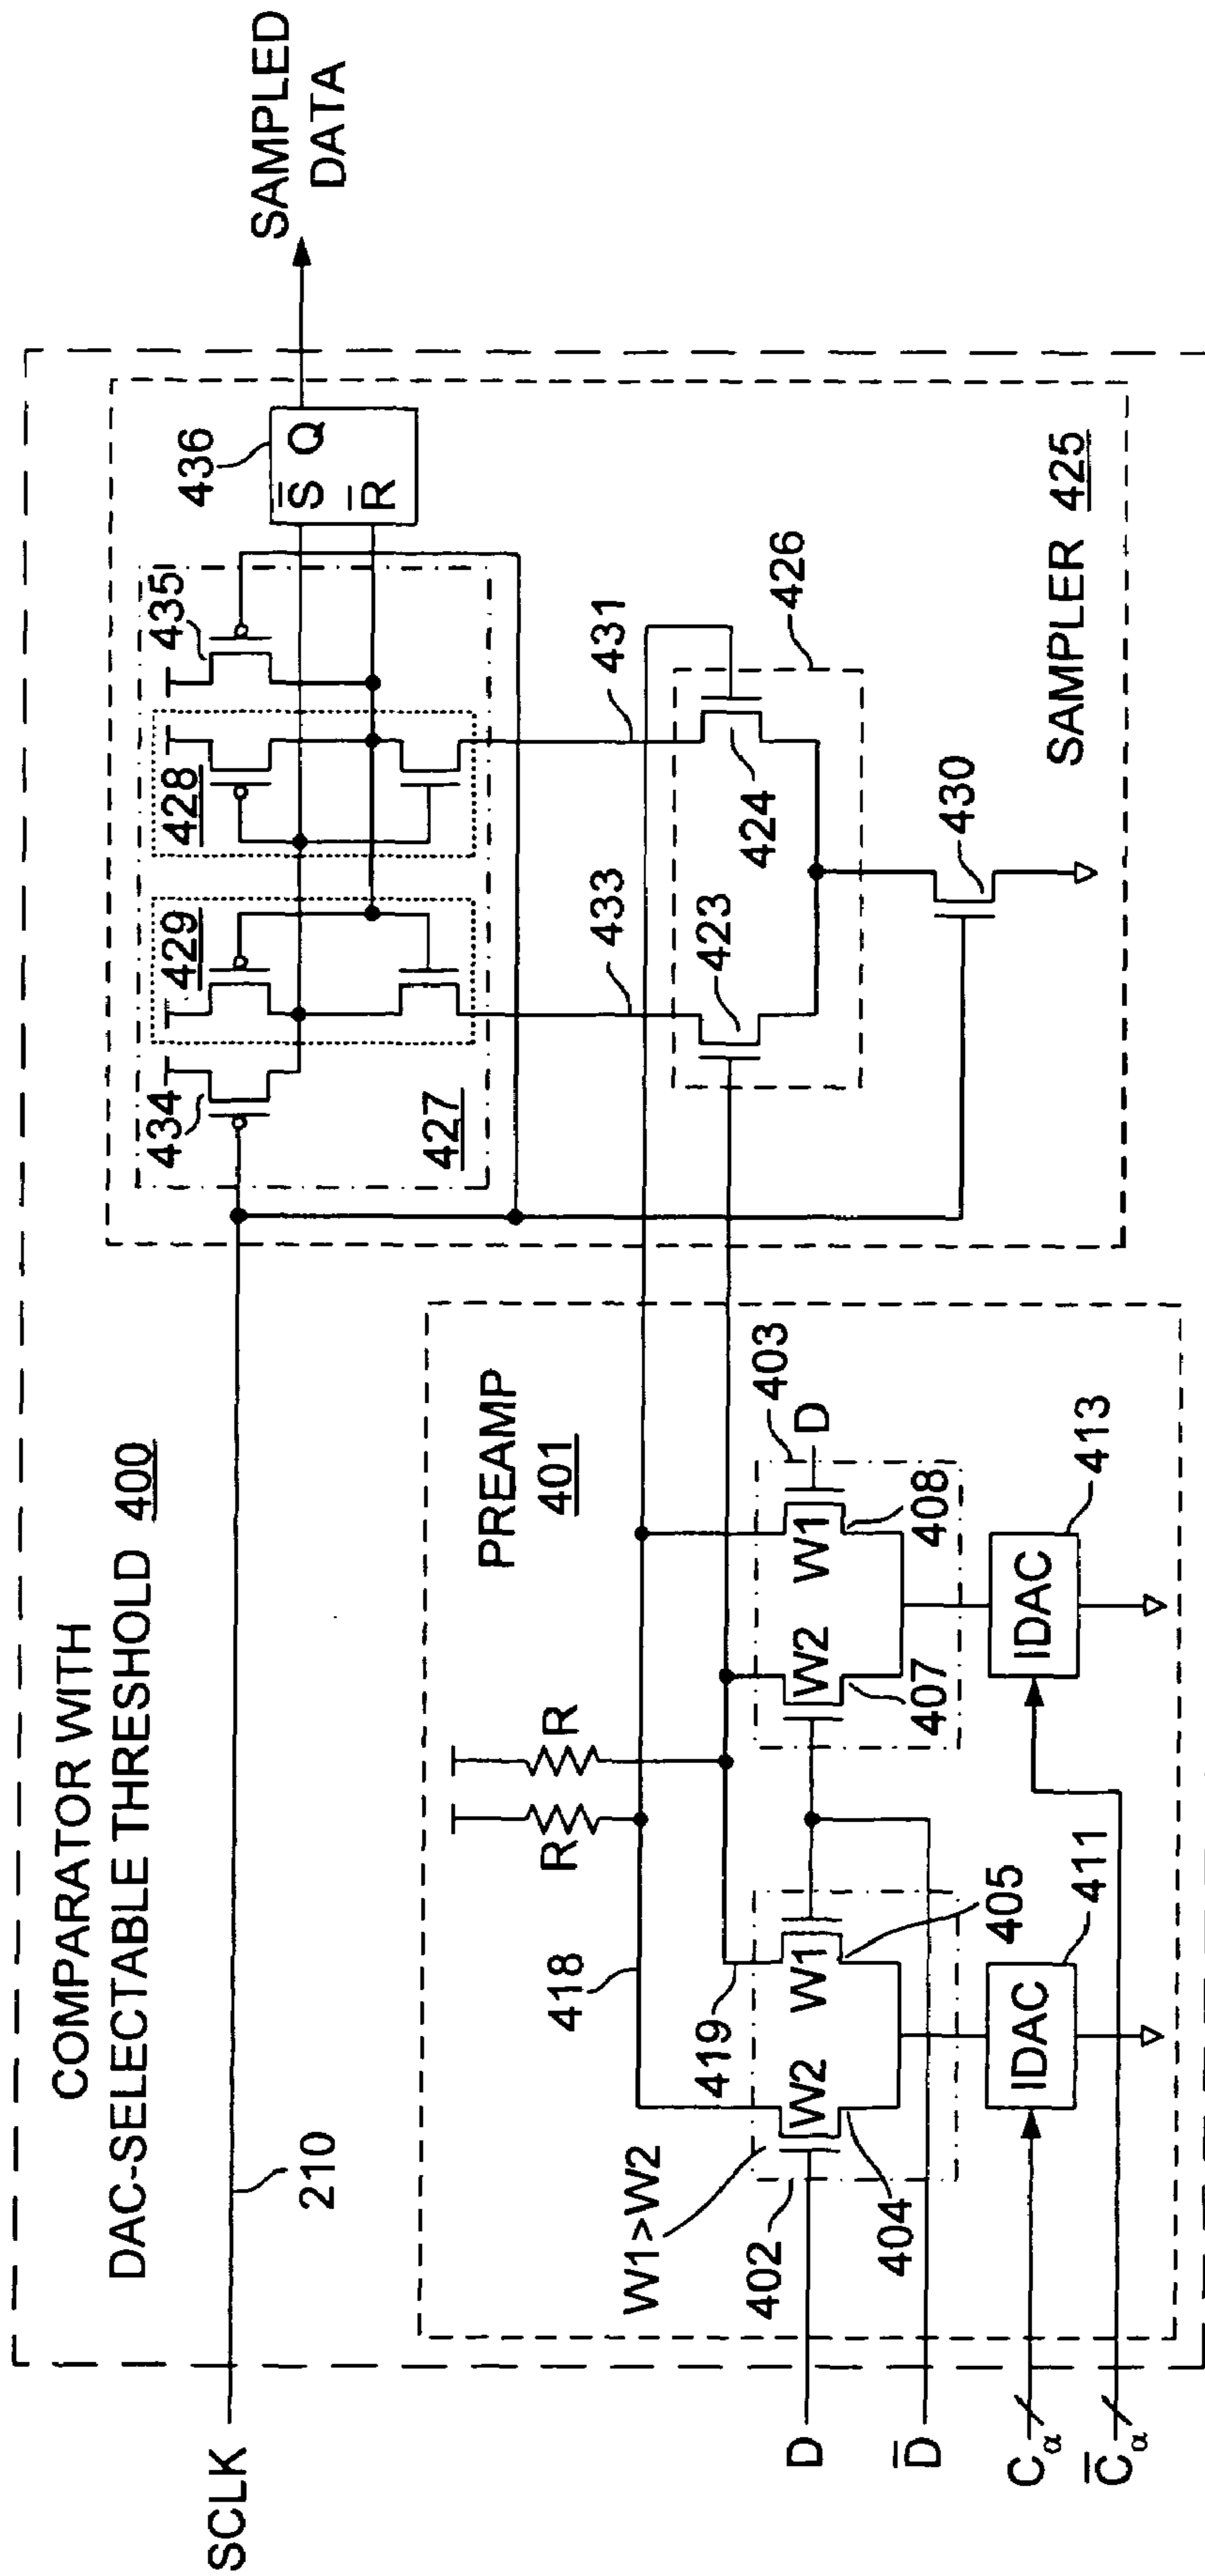 COMPARATOR WITH
DAC-SELECTABLE THRESHOLD 400
SCLK
210
PREAMP
401
R
R
418
419
W1>W2
402
404
W2
W1
405
W2
W1
407
408
403
D
D
D̅
IDAC
411
IDAC
413
Cα
C̅α
434
429
428
435
427
436
S̅
Q
R̅
SAMPLED
DATA
433
431
423
424
426
430
SAMPLER 425